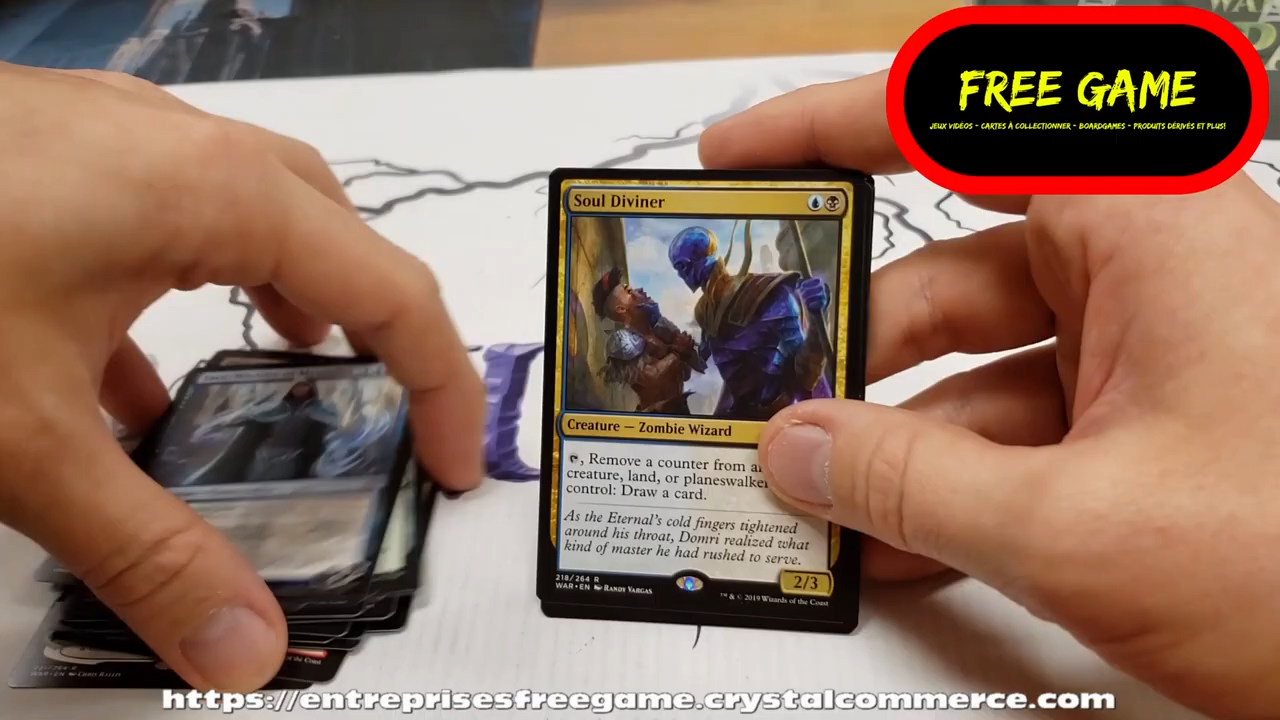 FREE GAME
JEUX VIDÉOS - CARTES À COLLECTIONNER - BOARDGAMES - PRODUITS DÉRIVÉS ET PLUS!
Soul Diviner
Creature — Zombie Wizard
, Remove a counter from
creature, land, or planeswalker
control: Draw a card.
As the Eternal's cold fingers tightened
around his throat, Domri realized what
kind of master he had rushed to serve.
2/3
218/264 R
WAR • EN Randy Vargas
™ & © 2019 Wizards of the Coast
https://entreprisesfreegame.crystalcommerce.com